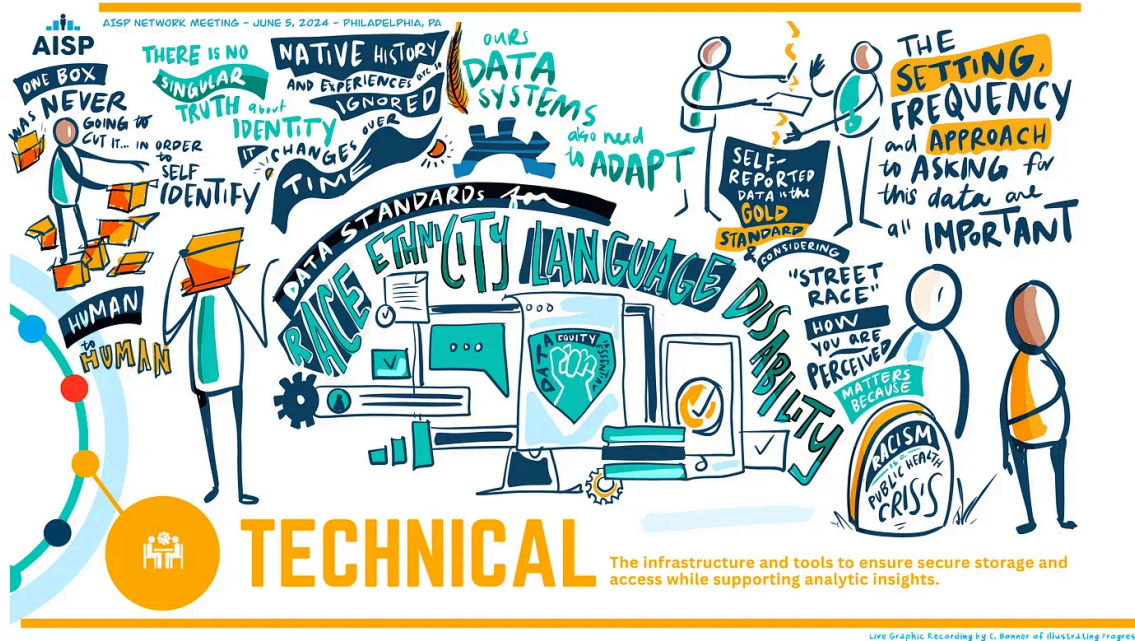 AISP NETWORK MEETING - JUNE 5, 2024 - PHILADELPHIA, PA
AISP
ONE BOX
WAS NEVER
GOING to
CUT IT... IN ORDER
to
SELF
IDENTIFY
THERE IS NO
SINGULAR
TRUTH about
IDENTITY
IT CHANGES
OVER
TIME
NATIVE HISTORY
AND EXPERIENCES are so
IGNORED
OURS
DATA
SYSTEMS
also need
to ADAPT
SELF-
REPORTED
DATA is the
GOLD
STANDARD
THE
SETTING,
FREQUENCY
and APPROACH
to ASKING for
this data are
all IMPORTANT
HUMAN
to
HUMAN
DATA STANDARDS for
RACE ETHNICITY LANGUAGE DISABILITY
DATA
EQUITY
IS ESSENTIAL
& CONSIDERING
"STREET
RACE"
HOW
YOU ARE
PERCEIVED
MATTERS
BECAUSE
RACISM
is a
PUBLIC HEALTH
CRISIS
TECHNICAL
The infrastructure and tools to ensure secure storage and
access while supporting analytic insights.
Live Graphic Recording by C. Bonner of Illustrating Progres